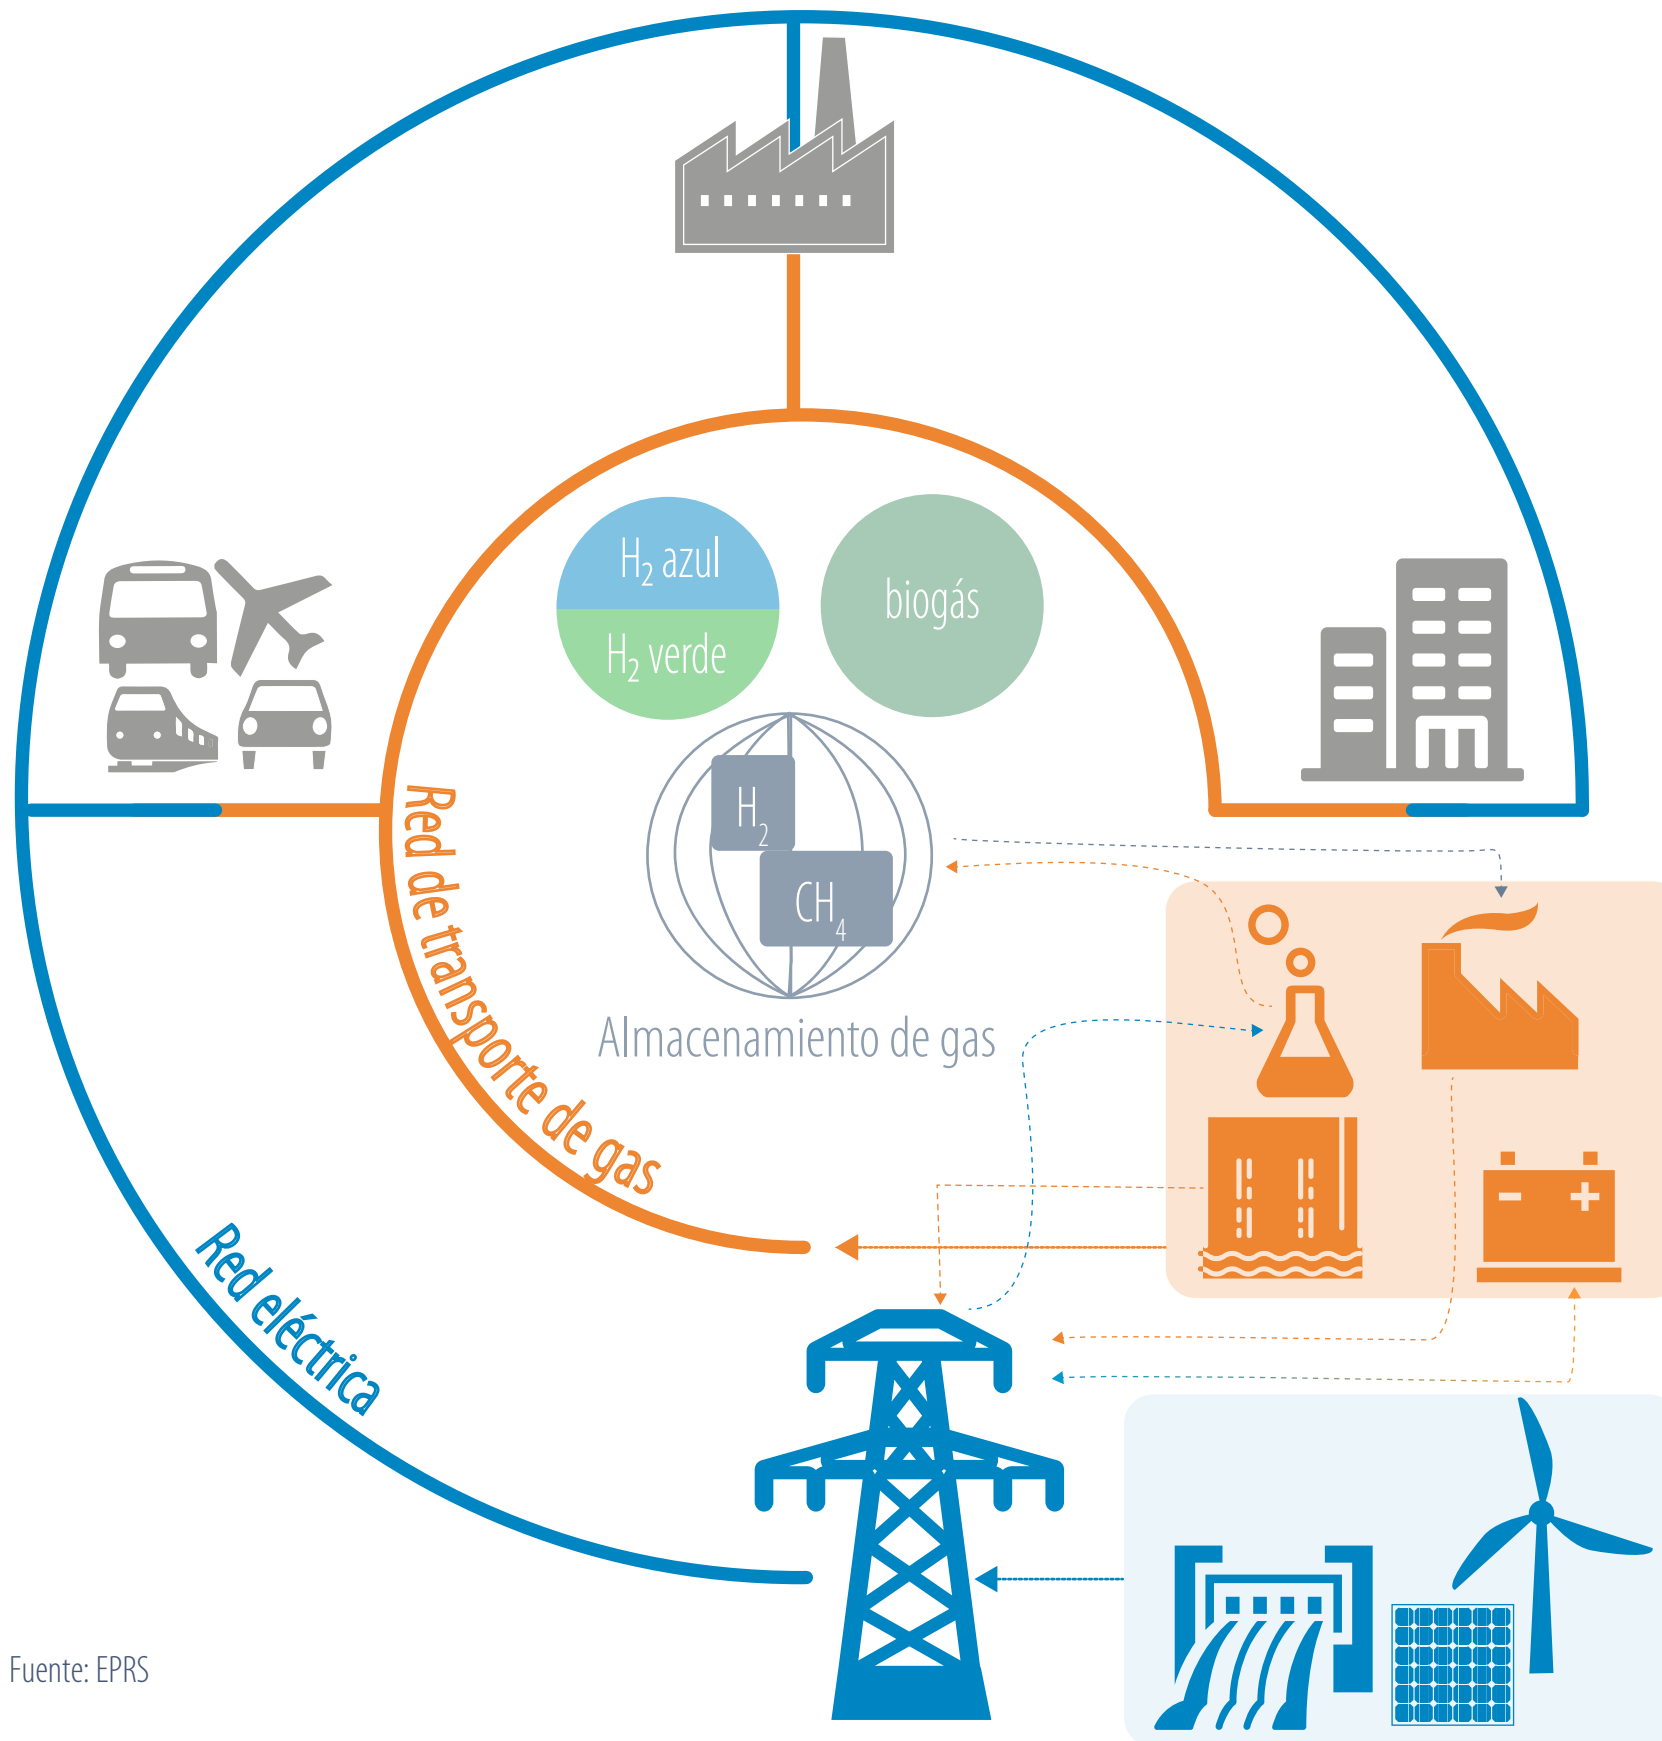 H₂ azul
H₂ verde
biogás
H₂
CH₄
Almacenamiento de gas
Red de transporte de gas
Red eléctrica
Fuente: EPRS